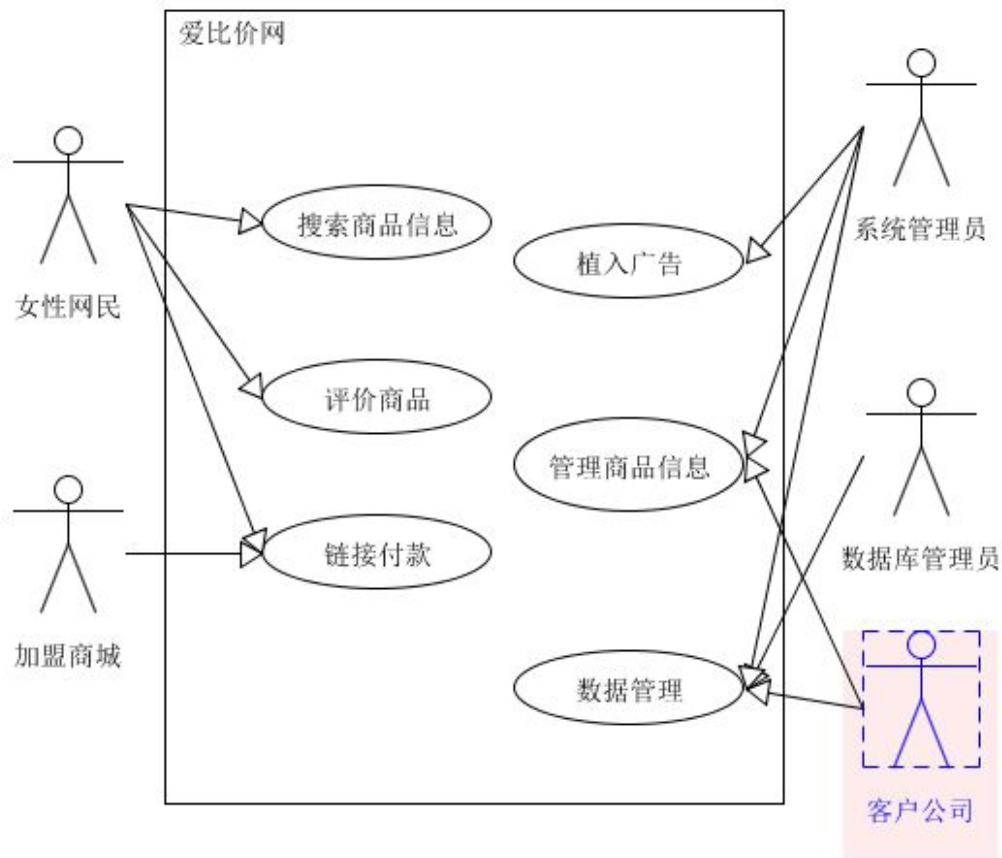 爱比价网
女性网民
加盟商城
搜索商品信息
评价商品
链接付款
植入广告
管理商品信息
数据管理
系统管理员
数据库管理员
客户公司